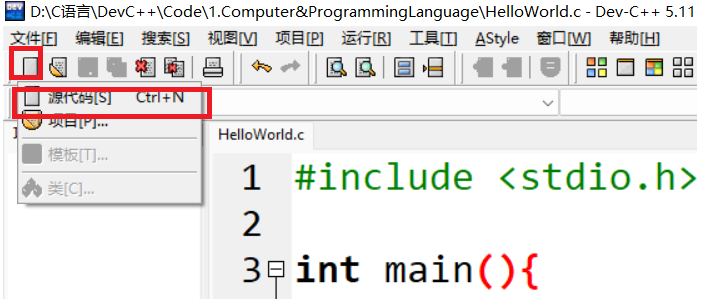 D:\C语言\DevC++\Code\1.Computer&ProgrammingLanguage\HelloWorld.c - Dev-C++ 5.11
文件[F] 编辑[E] 搜索[S] 视图[V] 项目[P] 运行[R] 工具[T] AStyle 窗口[W] 帮助[H]
源代码[S] Ctrl+N
项目[P]...
模板[T]...
类[C]...
HelloWorld.c
1 #include <stdio.h>
2
3 int main(){